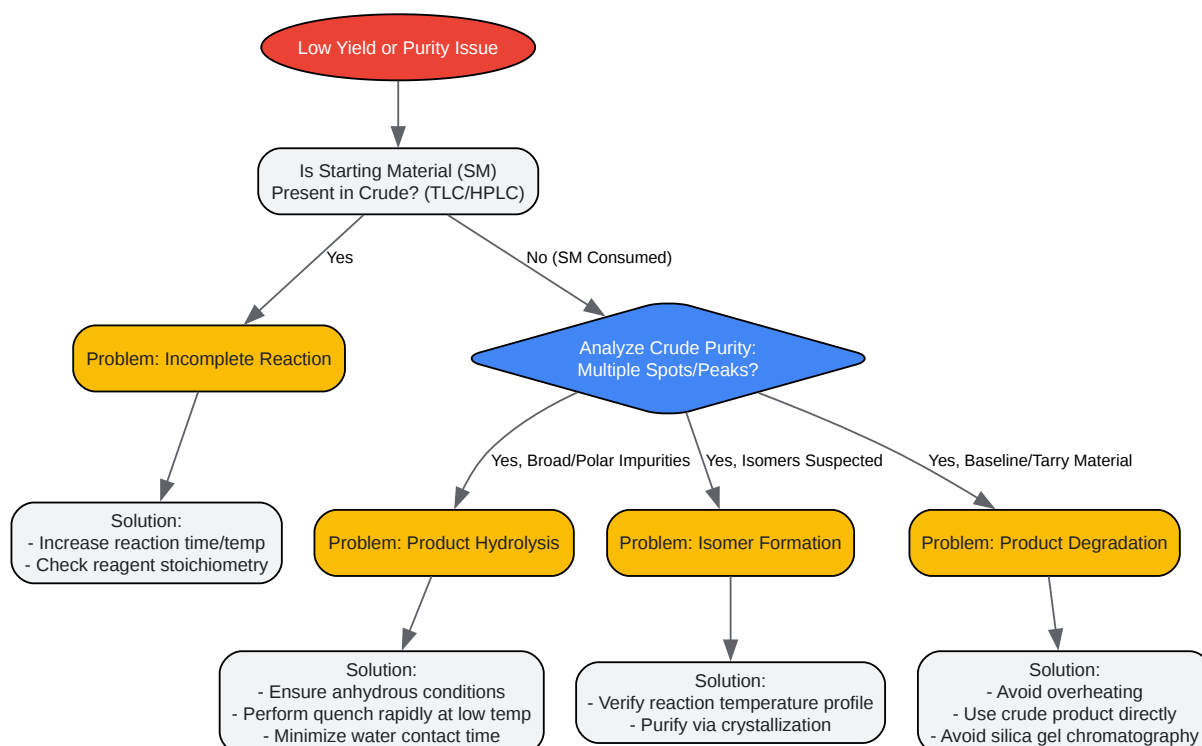 Low Yield or Purity Issue
Is Starting Material (SM)
Present in Crude? (TLC/HPLC)
Yes
No (SM Consumed)
Problem: Incomplete Reaction
Analyze Crude Purity:
Multiple Spots/Peaks?
Yes, Broad/Polar Impurities
Yes, Isomers Suspected
Yes, Baseline/Tarry Material
Solution:
- Increase reaction time/temp
- Check reagent stoichiometry
Problem: Product Hydrolysis
Problem: Isomer Formation
Problem: Product Degradation
Solution:
- Ensure anhydrous conditions
- Perform quench rapidly at low temp
- Minimize water contact time
Solution:
- Verify reaction temperature profile
- Purify via crystallization
Solution:
- Avoid overheating
- Use crude product directly
- Avoid silica gel chromatography